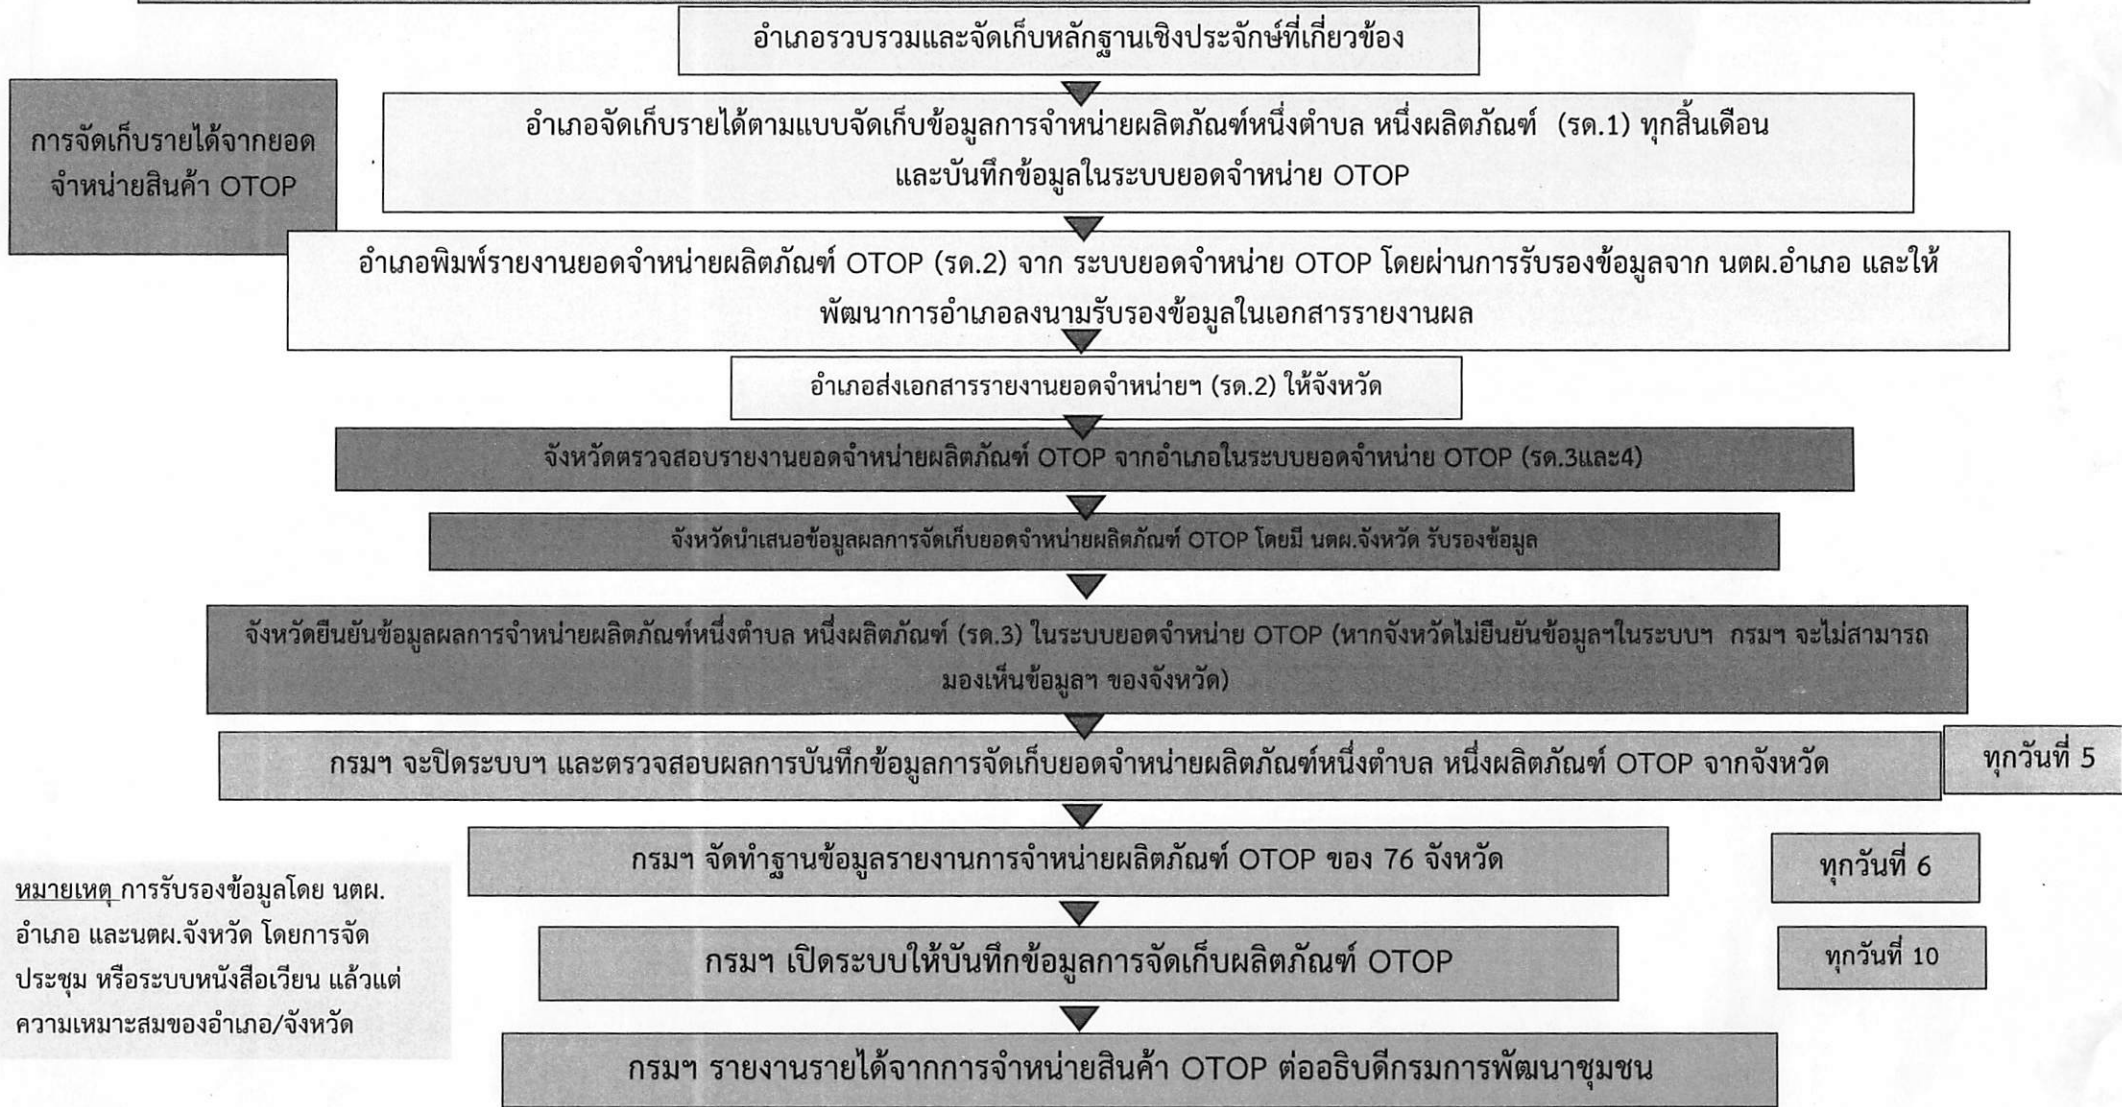 อำเภอรวบรวมและจัดเก็บหลักฐานเชิงประจักษ์ที่เกี่ยวข้อง
การจัดเก็บรายได้จากยอด
จำหน่ายสินค้า OTOP
อำเภอจัดเก็บรายได้ตามแบบจัดเก็บข้อมูลการจำหน่ายผลิตภัณฑ์หนึ่งตำบล หนึ่งผลิตภัณฑ์ (รด.1) ทุกสิ้นเดือน
และบันทึกข้อมูลในระบบยอดจำหน่าย OTOP
อำเภอพิมพ์รายงานยอดจำหน่ายผลิตภัณฑ์ OTOP (รด.2) จาก ระบบยอดจำหน่าย OTOP โดยผ่านการรับรองข้อมูลจาก นตผ.อำเภอ และให้
พัฒนาการอำเภอลงนามรับรองข้อมูลในเอกสารรายงานผล
อำเภอส่งเอกสารรายงานยอดจำหน่ายฯ (รด.2) ให้จังหวัด
จังหวัดตรวจสอบรายงานยอดจำหน่ายผลิตภัณฑ์ OTOP จากอำเภอในระบบยอดจำหน่าย OTOP (รด.3และ4)
จังหวัดนำเสนอข้อมูลผลการจัดเก็บยอดจำหน่ายผลิตภัณฑ์ OTOP โดยมี นตผ.จังหวัด รับรองข้อมูล
จังหวัดยืนยันข้อมูลผลการจำหน่ายผลิตภัณฑ์หนึ่งตำบล หนึ่งผลิตภัณฑ์ (รด.3) ในระบบยอดจำหน่าย OTOP (หากจังหวัดไม่ยืนยันข้อมูลฯในระบบฯ กรมฯ จะไม่สามารถ
มองเห็นข้อมูลฯ ของจังหวัด)
กรมฯ จะปิดระบบฯ และตรวจสอบผลการบันทึกข้อมูลการจัดเก็บยอดจำหน่ายผลิตภัณฑ์หนึ่งตำบล หนึ่งผลิตภัณฑ์ OTOP จากจังหวัด
ทุกวันที่ 5
กรมฯ จัดทำฐานข้อมูลรายงานการจำหน่ายผลิตภัณฑ์ OTOP ของ 76 จังหวัด
ทุกวันที่ 6
กรมฯ เปิดระบบให้บันทึกข้อมูลการจัดเก็บผลิตภัณฑ์ OTOP
ทุกวันที่ 10
กรมฯ รายงานรายได้จากการจำหน่ายสินค้า OTOP ต่ออธิบดีกรมการพัฒนาชุมชน
หมายเหตุ การรับรองข้อมูลโดย นตผ.
อำเภอ และนตผ.จังหวัด โดยการจัด
ประชุม หรือระบบหนังสือเวียน แล้วแต่
ความเหมาะสมของอำเภอ/จังหวัด